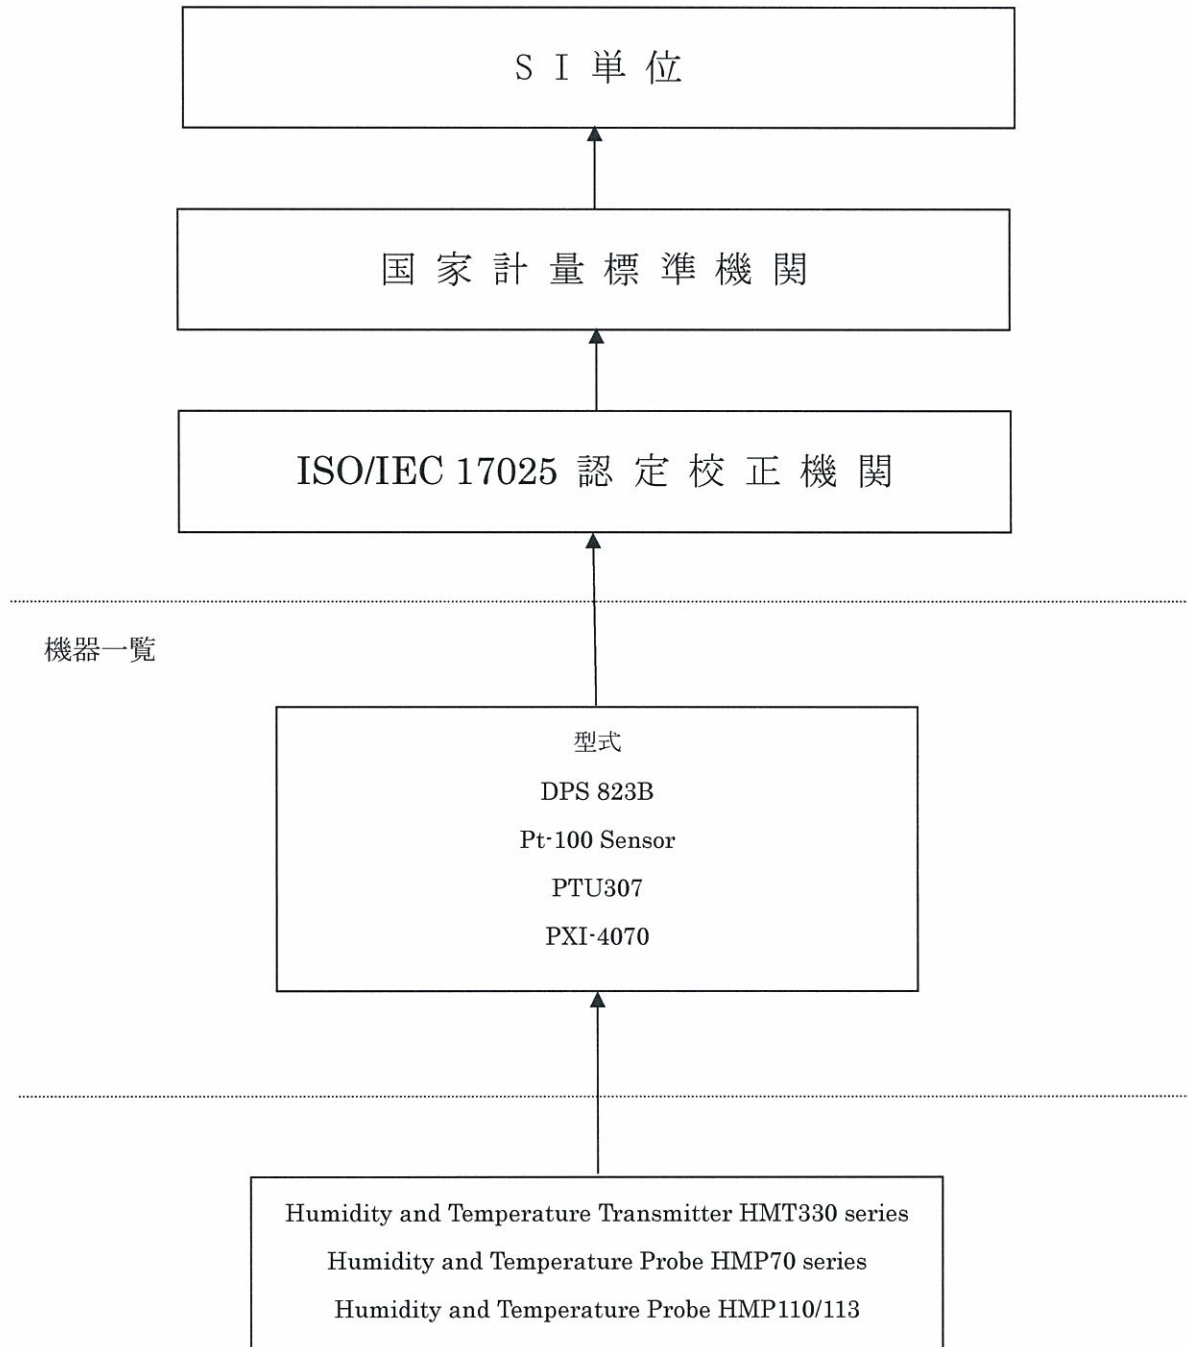 ＳＩ単位
国家計量標準機関
ISO/IEC 17025 認定校正機関
機器一覧
型式
DPS 823B
Pt-100 Sensor
PTU307
PXI-4070
Humidity and Temperature Transmitter HMT330 series
Humidity and Temperature Probe HMP70 series
Humidity and Temperature Probe HMP110/113